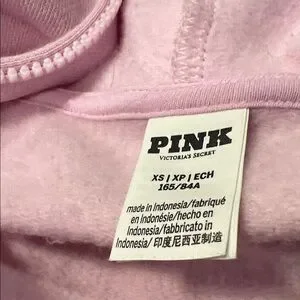 PINK
VICTORIA'S SECRET
XS | XP | ECH
165/84A
made in Indonesia/fabriqué
en Indonésie/hecho en
Indonesia/fabbricato in
Indonesia/印度尼西亚制造